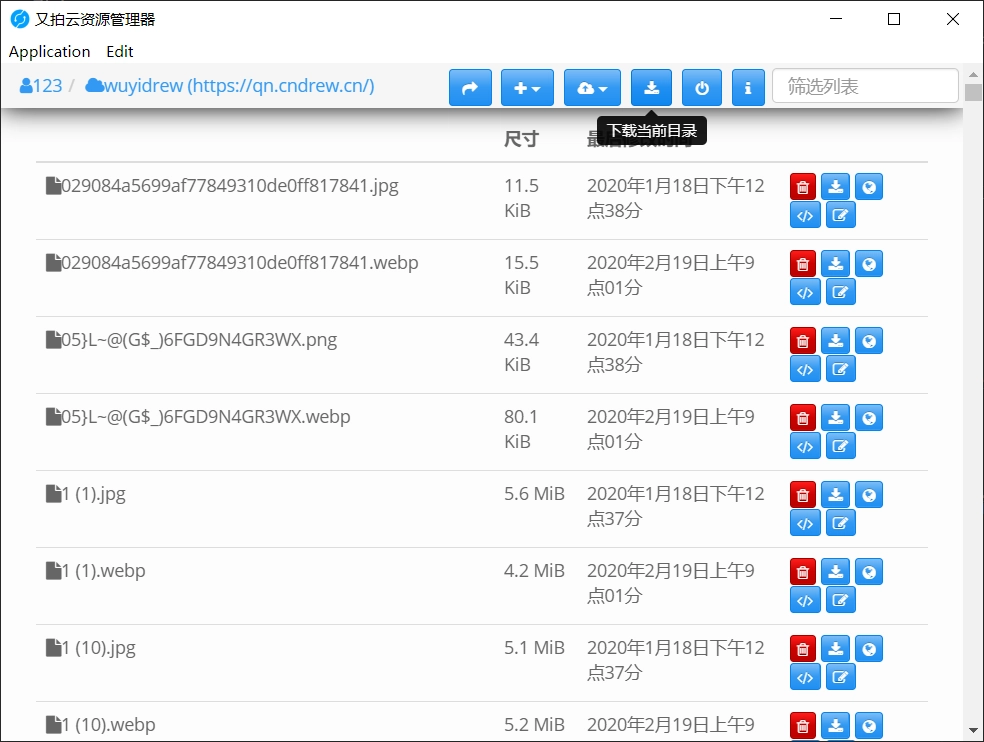 又拍云资源管理器
Application Edit
123 / wuyidrew (https://qn.cndrew.cn/)
筛选列表
下载当前目录
尺寸
029084a5699af77849310de0ff817841.jpg 11.5 2020年1月18日下午12
KiB 点38分
029084a5699af77849310de0ff817841.webp 15.5 2020年2月19日上午9
KiB 点01分
05}L~@(G$_)6FGD9N4GR3WX.png 43.4 2020年1月18日下午12
KiB 点38分
05}L~@(G$_)6FGD9N4GR3WX.webp 80.1 2020年2月19日上午9
KiB 点01分
1 (1).jpg 5.6 MiB 2020年1月18日下午12
点37分
1 (1).webp 4.2 MiB 2020年2月19日上午9
点01分
1 (10).jpg 5.1 MiB 2020年1月18日下午12
点37分
1 (10).webp 5.2 MiB 2020年2月19日上午9